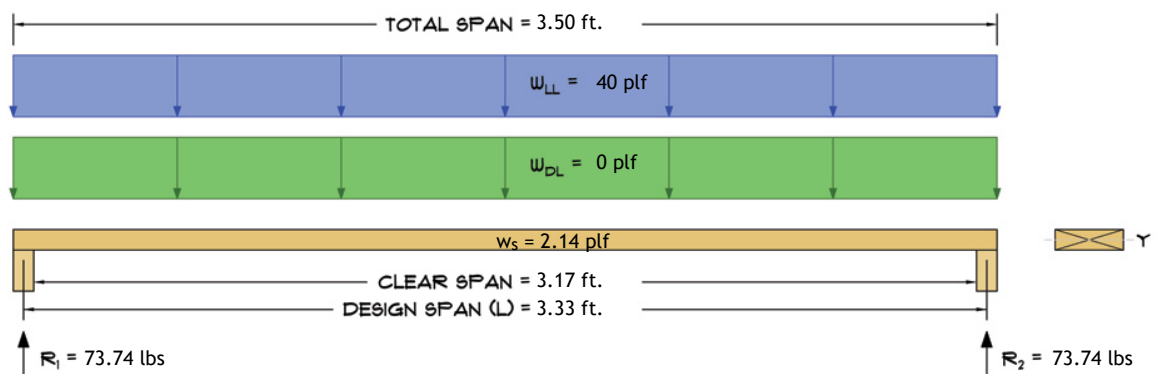 TOTAL SPAN = 3.50 ft.
WLL = 40 plf
WDL = 0 plf
ws = 2.14 plf
Y
CLEAR SPAN = 3.17 ft.
DESIGN SPAN (L) = 3.33 ft.
R1 = 73.74 lbs
R2 = 73.74 lbs